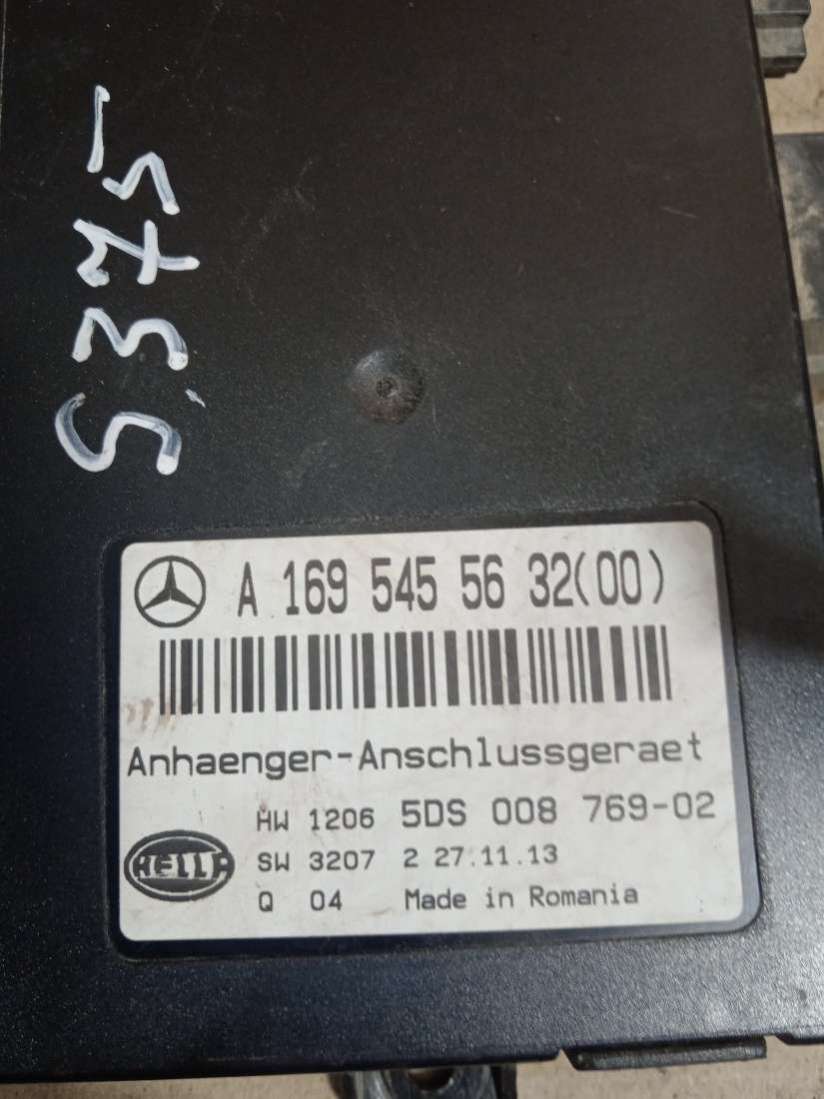 5375
A 169 545 56 32(00)
Anhaenger-Anschlussgeraet
HW 1206 5DS 008 769-02
HELLA
SW 3207 2 27.11.13
Q 04 Made in Romania